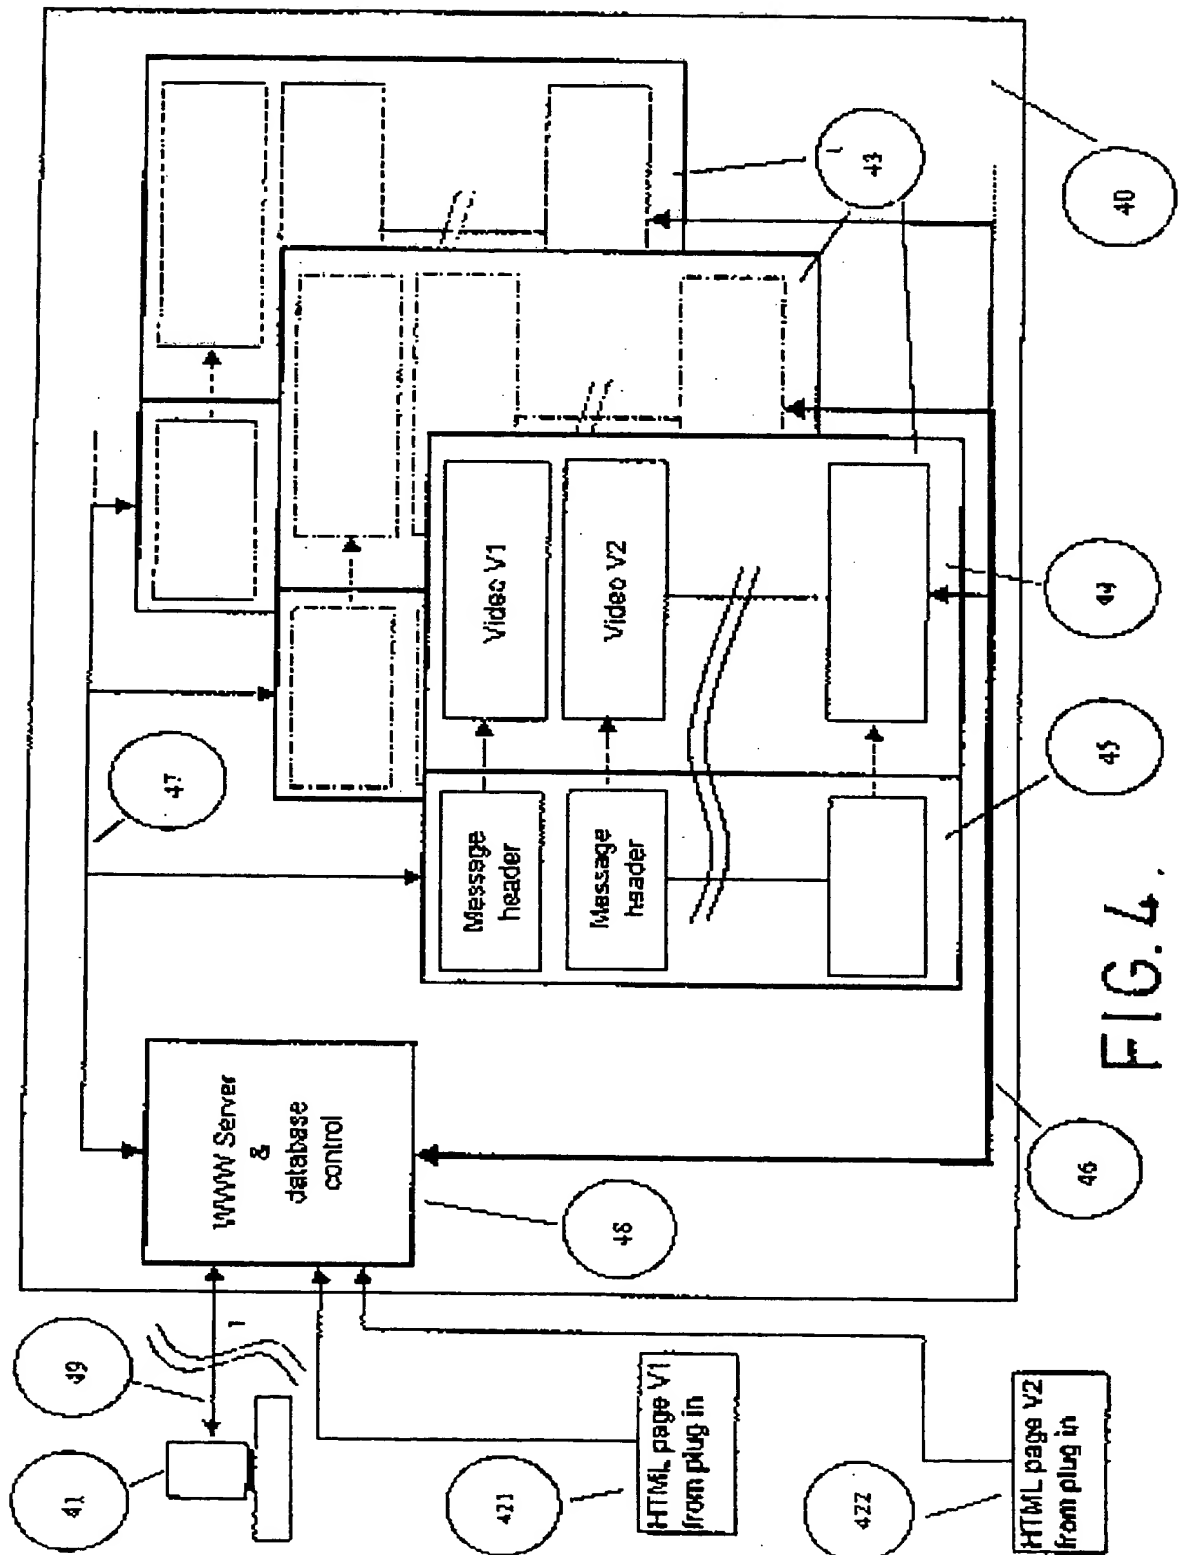 41
49
421
HTML page V1
from plug in
422
HTML page V2
from plug in
WWW Server
&
database
control
48
46
47
Message
header
Message
header
Video V1
Video V2
45
44
43
40
FIG. 4.